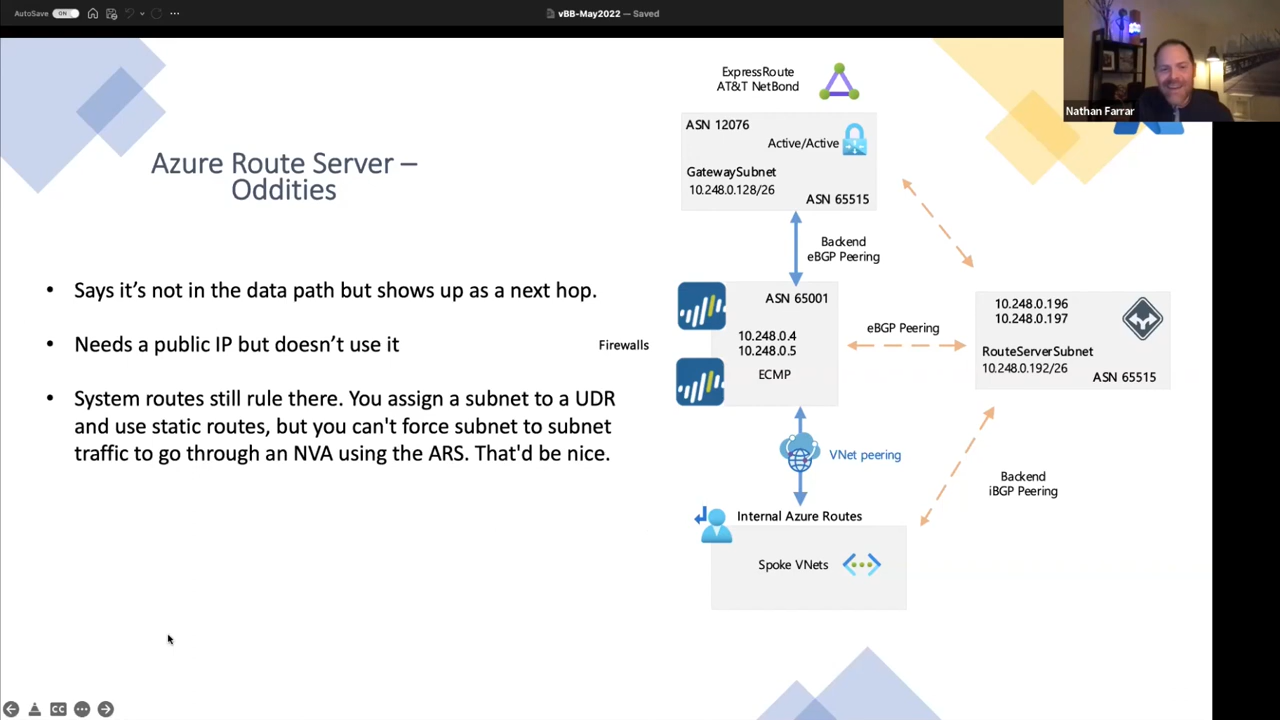 AutoSave ON
vBB-May2022 — Saved
Nathan Farrar
Azure Route Server –
Oddities
• Says it's not in the data path but shows up as a next hop.
• Needs a public IP but doesn't use it
• System routes still rule there. You assign a subnet to a UDR
and use static routes, but you can't force subnet to subnet
traffic to go through an NVA using the ARS. That'd be nice.
ExpressRoute
AT&T NetBond
ASN 12076
Active/Active
GatewaySubnet
10.248.0.128/26
ASN 65515
Backend
eBGP Peering
Firewalls
ASN 65001
10.248.0.4
10.248.0.5
ECMP
eBGP Peering
10.248.0.196
10.248.0.197
RouteServerSubnet
10.248.0.192/26
ASN 65515
VNet peering
Backend
iBGP Peering
Internal Azure Routes
Spoke VNets
CC